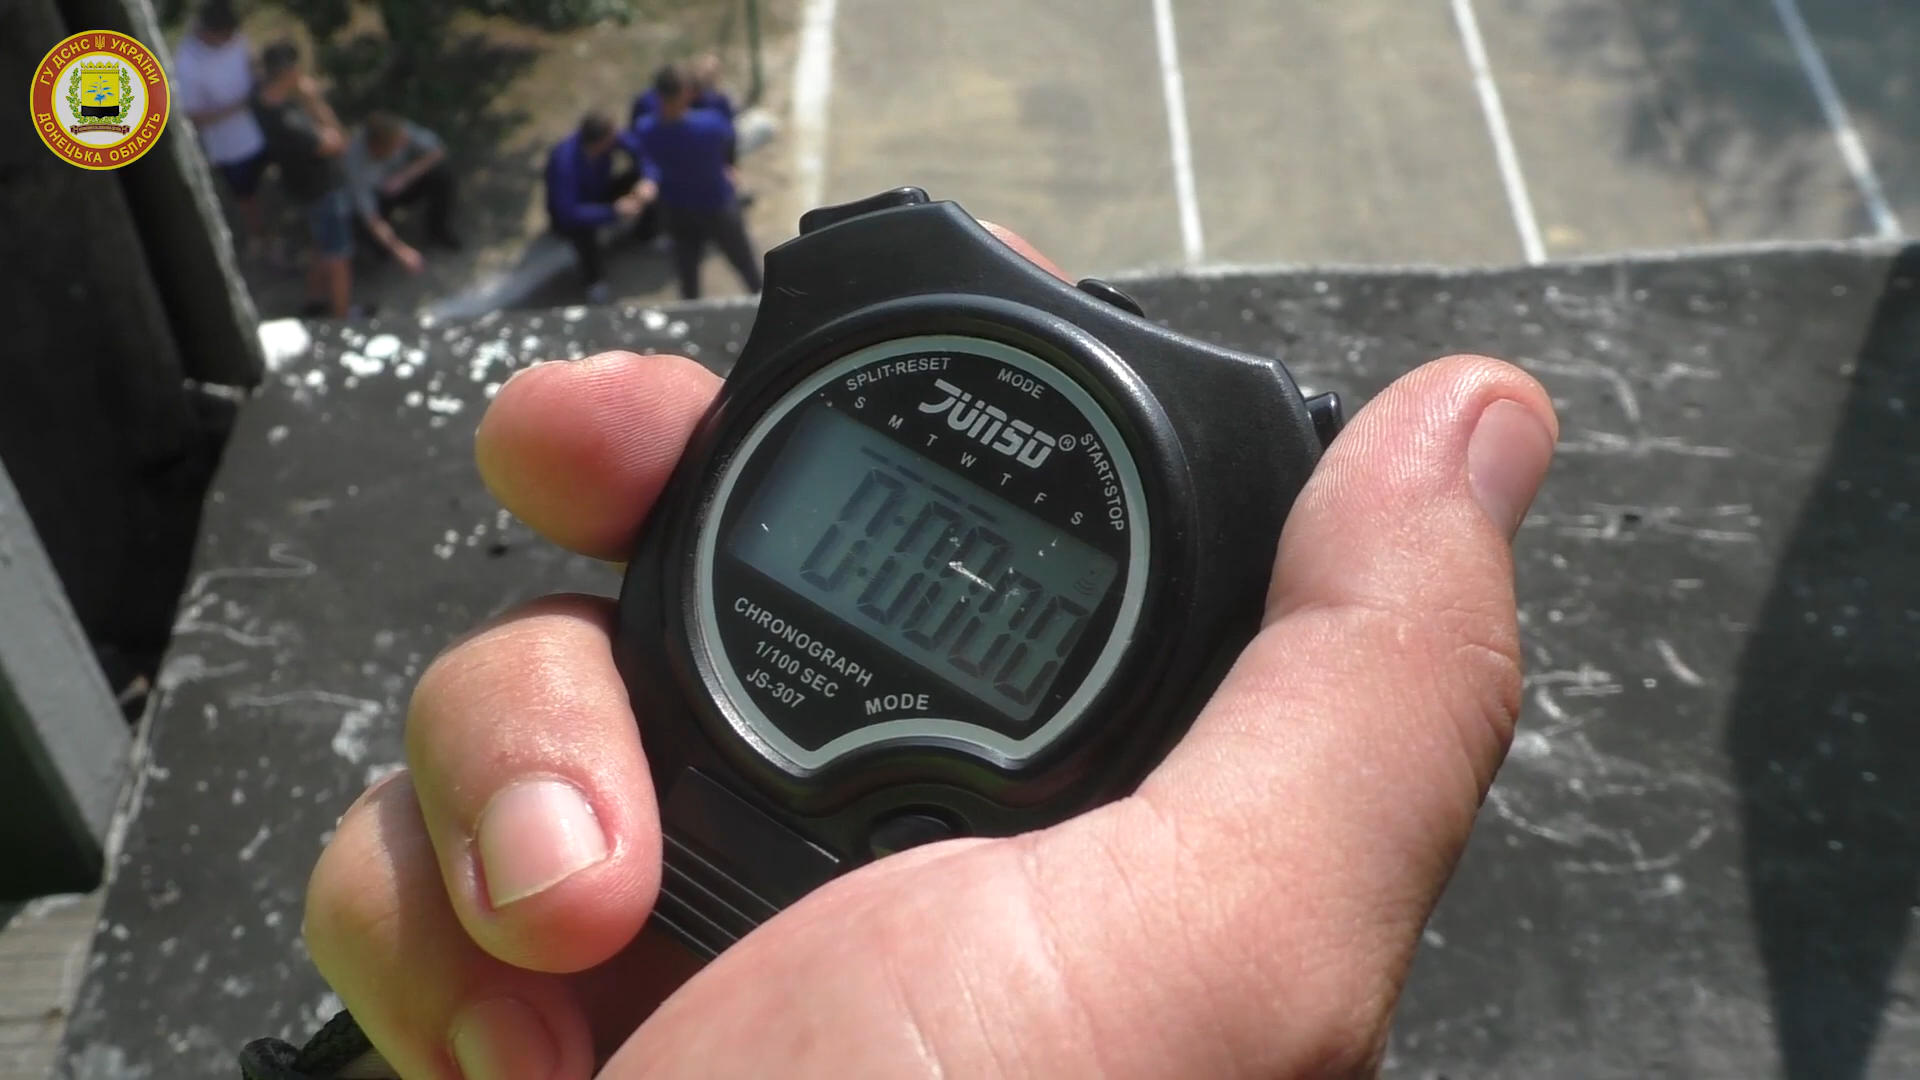 ГУ ДСНС УКРАЇНИ
ДОНЕЦЬКА ОБЛАСТЬ
SPLIT·RESET
MODE
START·STOP
JUNSD®
S M T W T F S
0:00 00
CHRONOGRAPH
1/100 SEC
JS-307
MODE